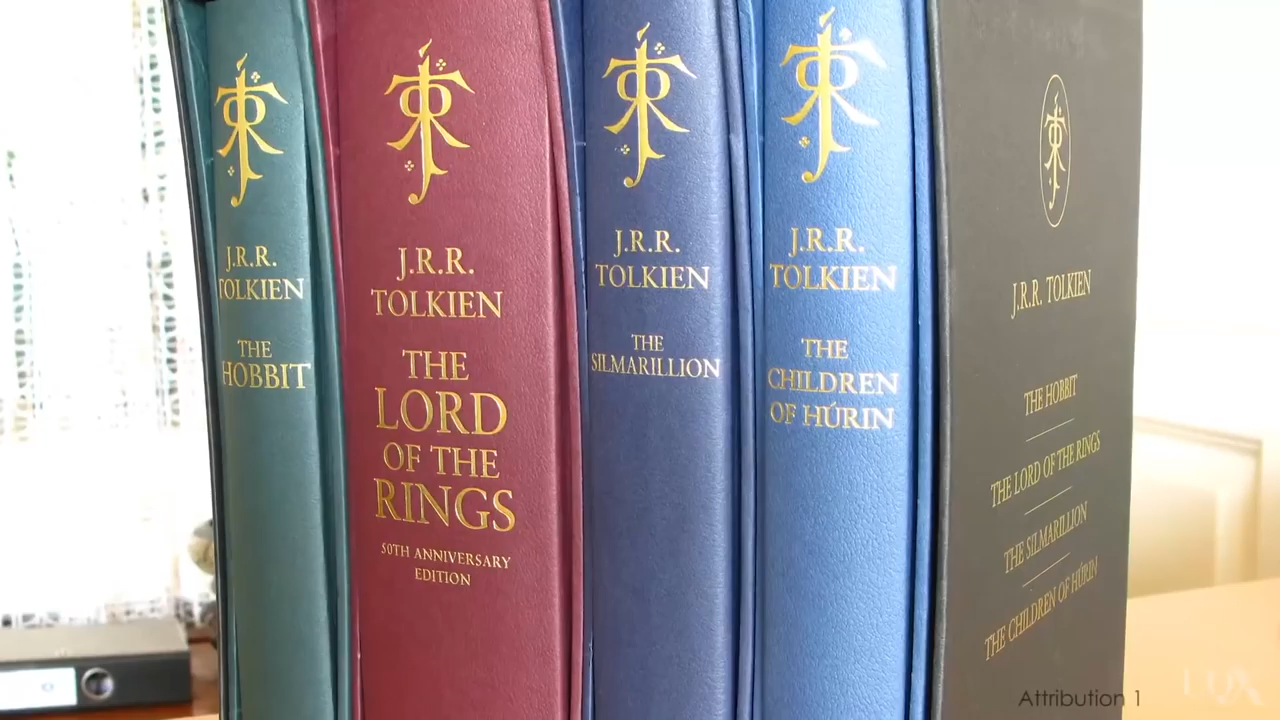 J.R.R.
TOLKIEN
THE
HOBBIT
J.R.R.
TOLKIEN
THE
LORD
OF THE
RINGS
50TH ANNIVERSARY
EDITION
J.R.R.
TOLKIEN
THE
SILMARILLION
J.R.R.
TOLKIEN
THE
CHILDREN
OF HÚRIN
J.R.R. TOLKIEN
THE HOBBIT
THE LORD OF THE RINGS
THE SILMARILLION
THE CHILDREN OF HÚRIN
Attribution 1